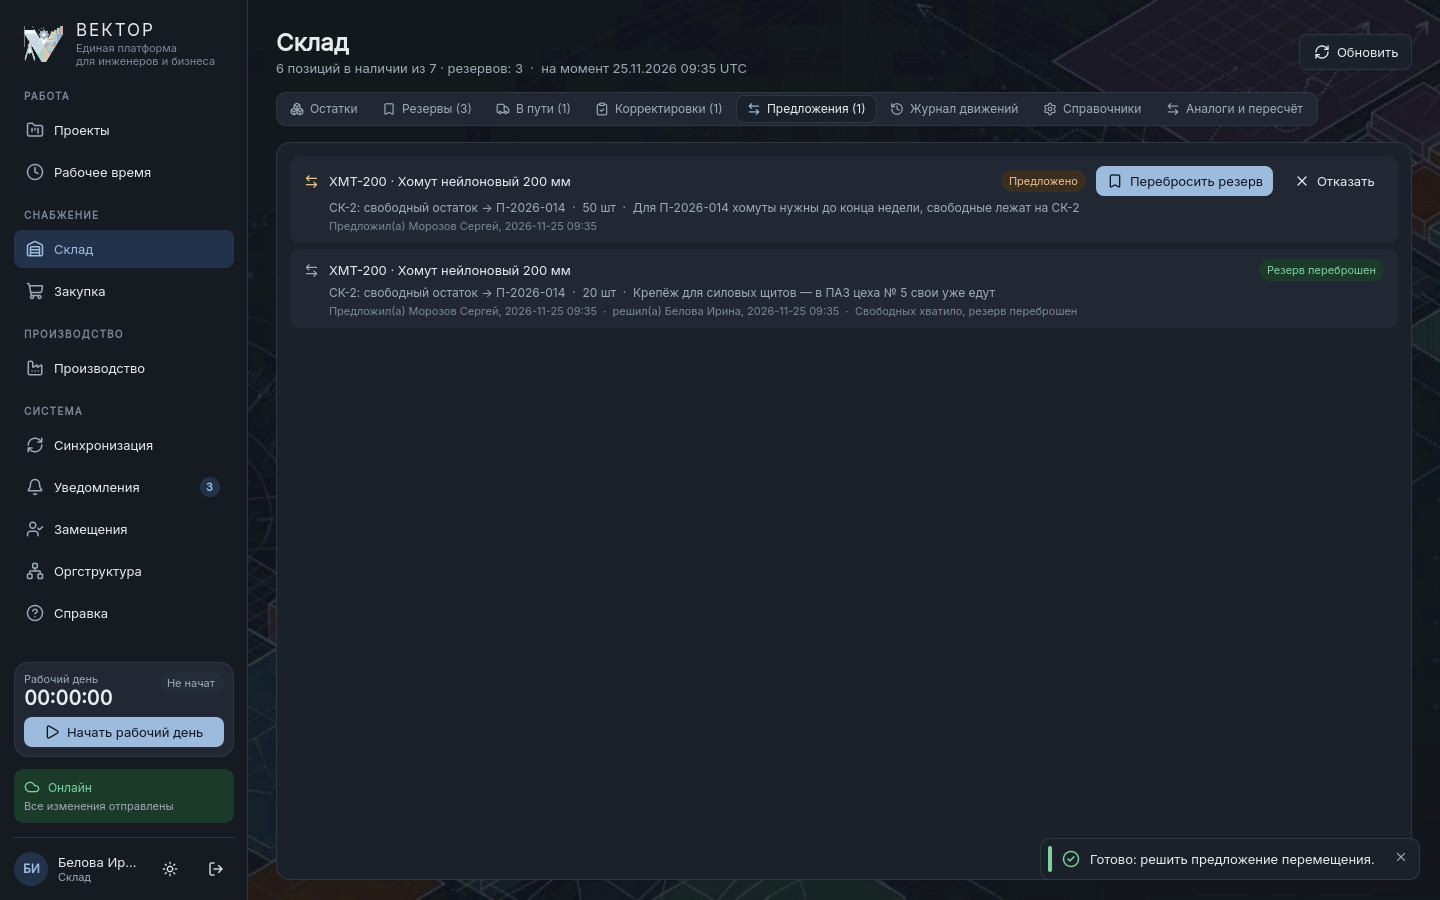 ВЕКТОР
Единая платформа
для инженеров и бизнеса
РАБОТА
Проекты
Рабочее время
СНАБЖЕНИЕ
Склад
Закупка
ПРОИЗВОДСТВО
Производство
СИСТЕМА
Синхронизация
Уведомления 3
Замещения
Оргструктура
Справка
Рабочий день
Не начат
00:00:00
Начать рабочий день
Онлайн
Все изменения отправлены
БИ
Белова Ир...
Склад
Склад
6 позиций в наличии из 7 · резервов: 3 · на момент 25.11.2026 09:35 UTC
Обновить
Остатки Резервы (3) В пути (1) Корректировки (1) Предложения (1) Журнал движений Справочники Аналоги и пересчёт
ХМТ-200 · Хомут нейлоновый 200 мм
Предложено Перебросить резерв Отказать
СК-2: свободный остаток → П-2026-014 · 50 шт · Для П-2026-014 хомуты нужны до конца недели, свободные лежат на СК-2
Предложил(а) Морозов Сергей, 2026-11-25 09:35
ХМТ-200 · Хомут нейлоновый 200 мм
Резерв переброшен
СК-2: свободный остаток → П-2026-014 · 20 шт · Крепёж для силовых щитов — в ПАЗ цеха № 5 свои уже едут
Предложил(а) Морозов Сергей, 2026-11-25 09:35 · решил(а) Белова Ирина, 2026-11-25 09:35 · Свободных хватило, резерв переброшен
Готово: решить предложение перемещения.